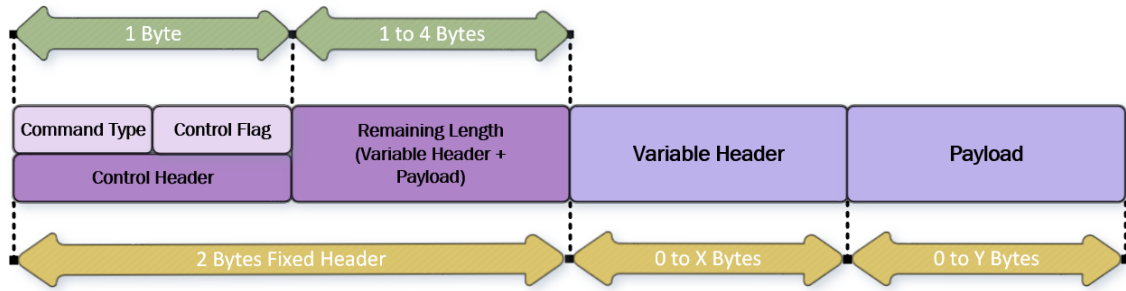 1 Byte
1 to 4 Bytes
Command Type
Control Flag
Control Header
Remaining Length
(Variable Header +
Payload)
Variable Header
Payload
2 Bytes Fixed Header
0 to X Bytes
0 to Y Bytes